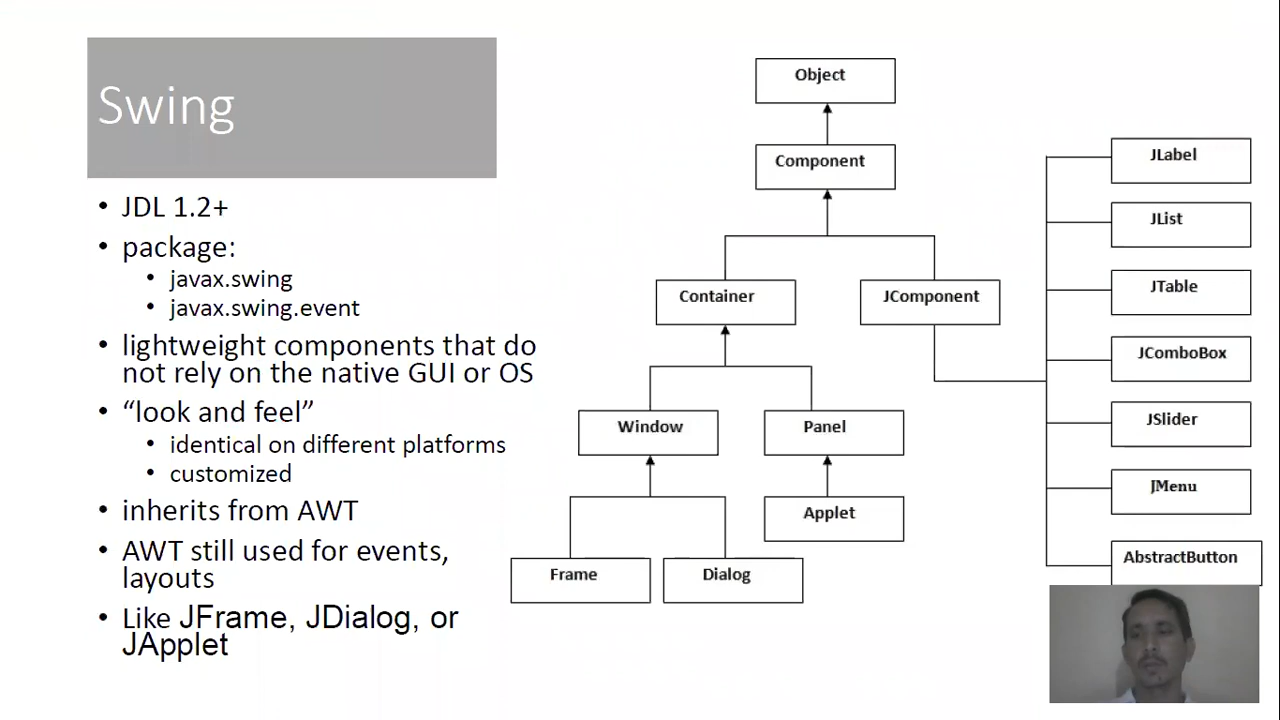 Swing
• JDL 1.2+
• package:
• javax.swing
• javax.swing.event
• lightweight components that do
not rely on the native GUI or OS
• “look and feel”
• identical on different platforms
• customized
• inherits from AWT
• AWT still used for events,
layouts
• Like JFrame, JDialog, or
JApplet
Object
Component
Container
JComponent
Window
Panel
Applet
Frame
Dialog
JLabel
JList
JTable
JComboBox
JSlider
JMenu
AbstractButton